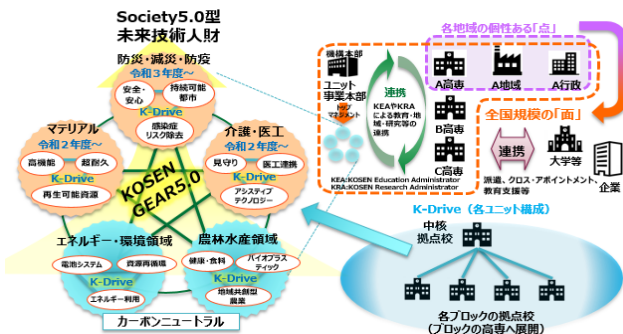 Society5.0型
未来技術人財
防災・減災・防疫
令和3年度～
安全・
安心
持続可能
都市
K-Drive
感染症
リスク除去
マテリアル
令和2年度～
高機能
超耐久
K-Drive
再生可能資源
介護・医工
令和2年度～
見守り
医工連携
K-Drive
アシスティブ
テクノロジー
KOSEN
GEAR5.0
エネルギー・環境領域
電池システム
資源再循環
K-Drive
エネルギー利用
農林水産領域
健康・食料
バイオプラス
ティック
K-Drive
地域共創型
農業
カーボンニュートラル
機構本部
ユニット
事業本部
トップ
マネジメント
連携
KEAやKRA
による教育・地
域・研究等の
連携
各地域の個性ある「点」
A高専
A地域
A行政
B高専
C高専
KEA:KOSEN Education Administrator
KRA:KOSEN Research Administrator
全国規模の「面」
連携
大学等
企業
派遣、クロス・アポイントメント、
教育支援等
K-Drive（各ユニット構成）
中核
拠点校
各ブロックの拠点校
(ブロックの高専へ展開)